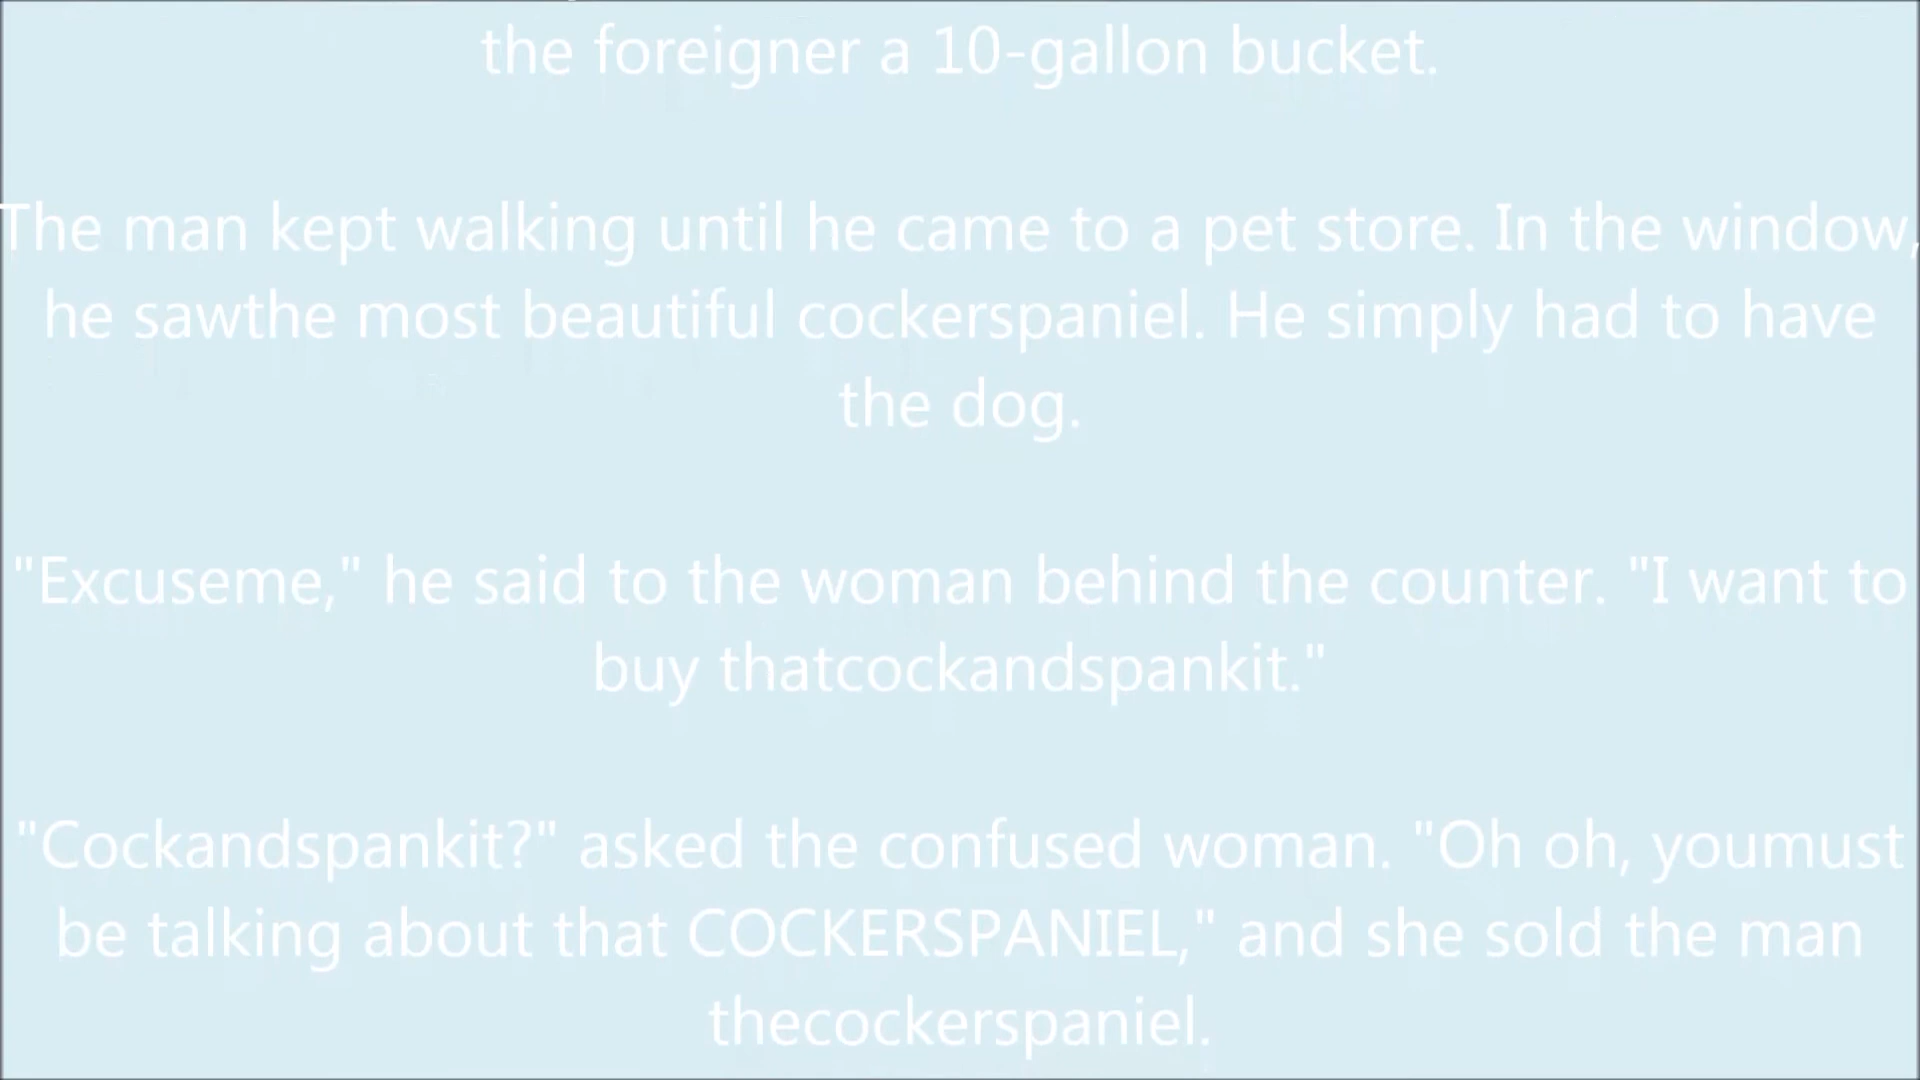 the foreigner a 10-gallon bucket.
The man kept walking until he came to a pet store. In the window,
he sawthe most beautiful cockerspaniel. He simply had to have
the dog.
"Excuseme," he said to the woman behind the counter. "I want to
buy thatcockandspankit."
"Cockandspankit?" asked the confused woman. "Oh oh, youmust
be talking about that COCKERSPANIEL," and she sold the man
thecockerspaniel.